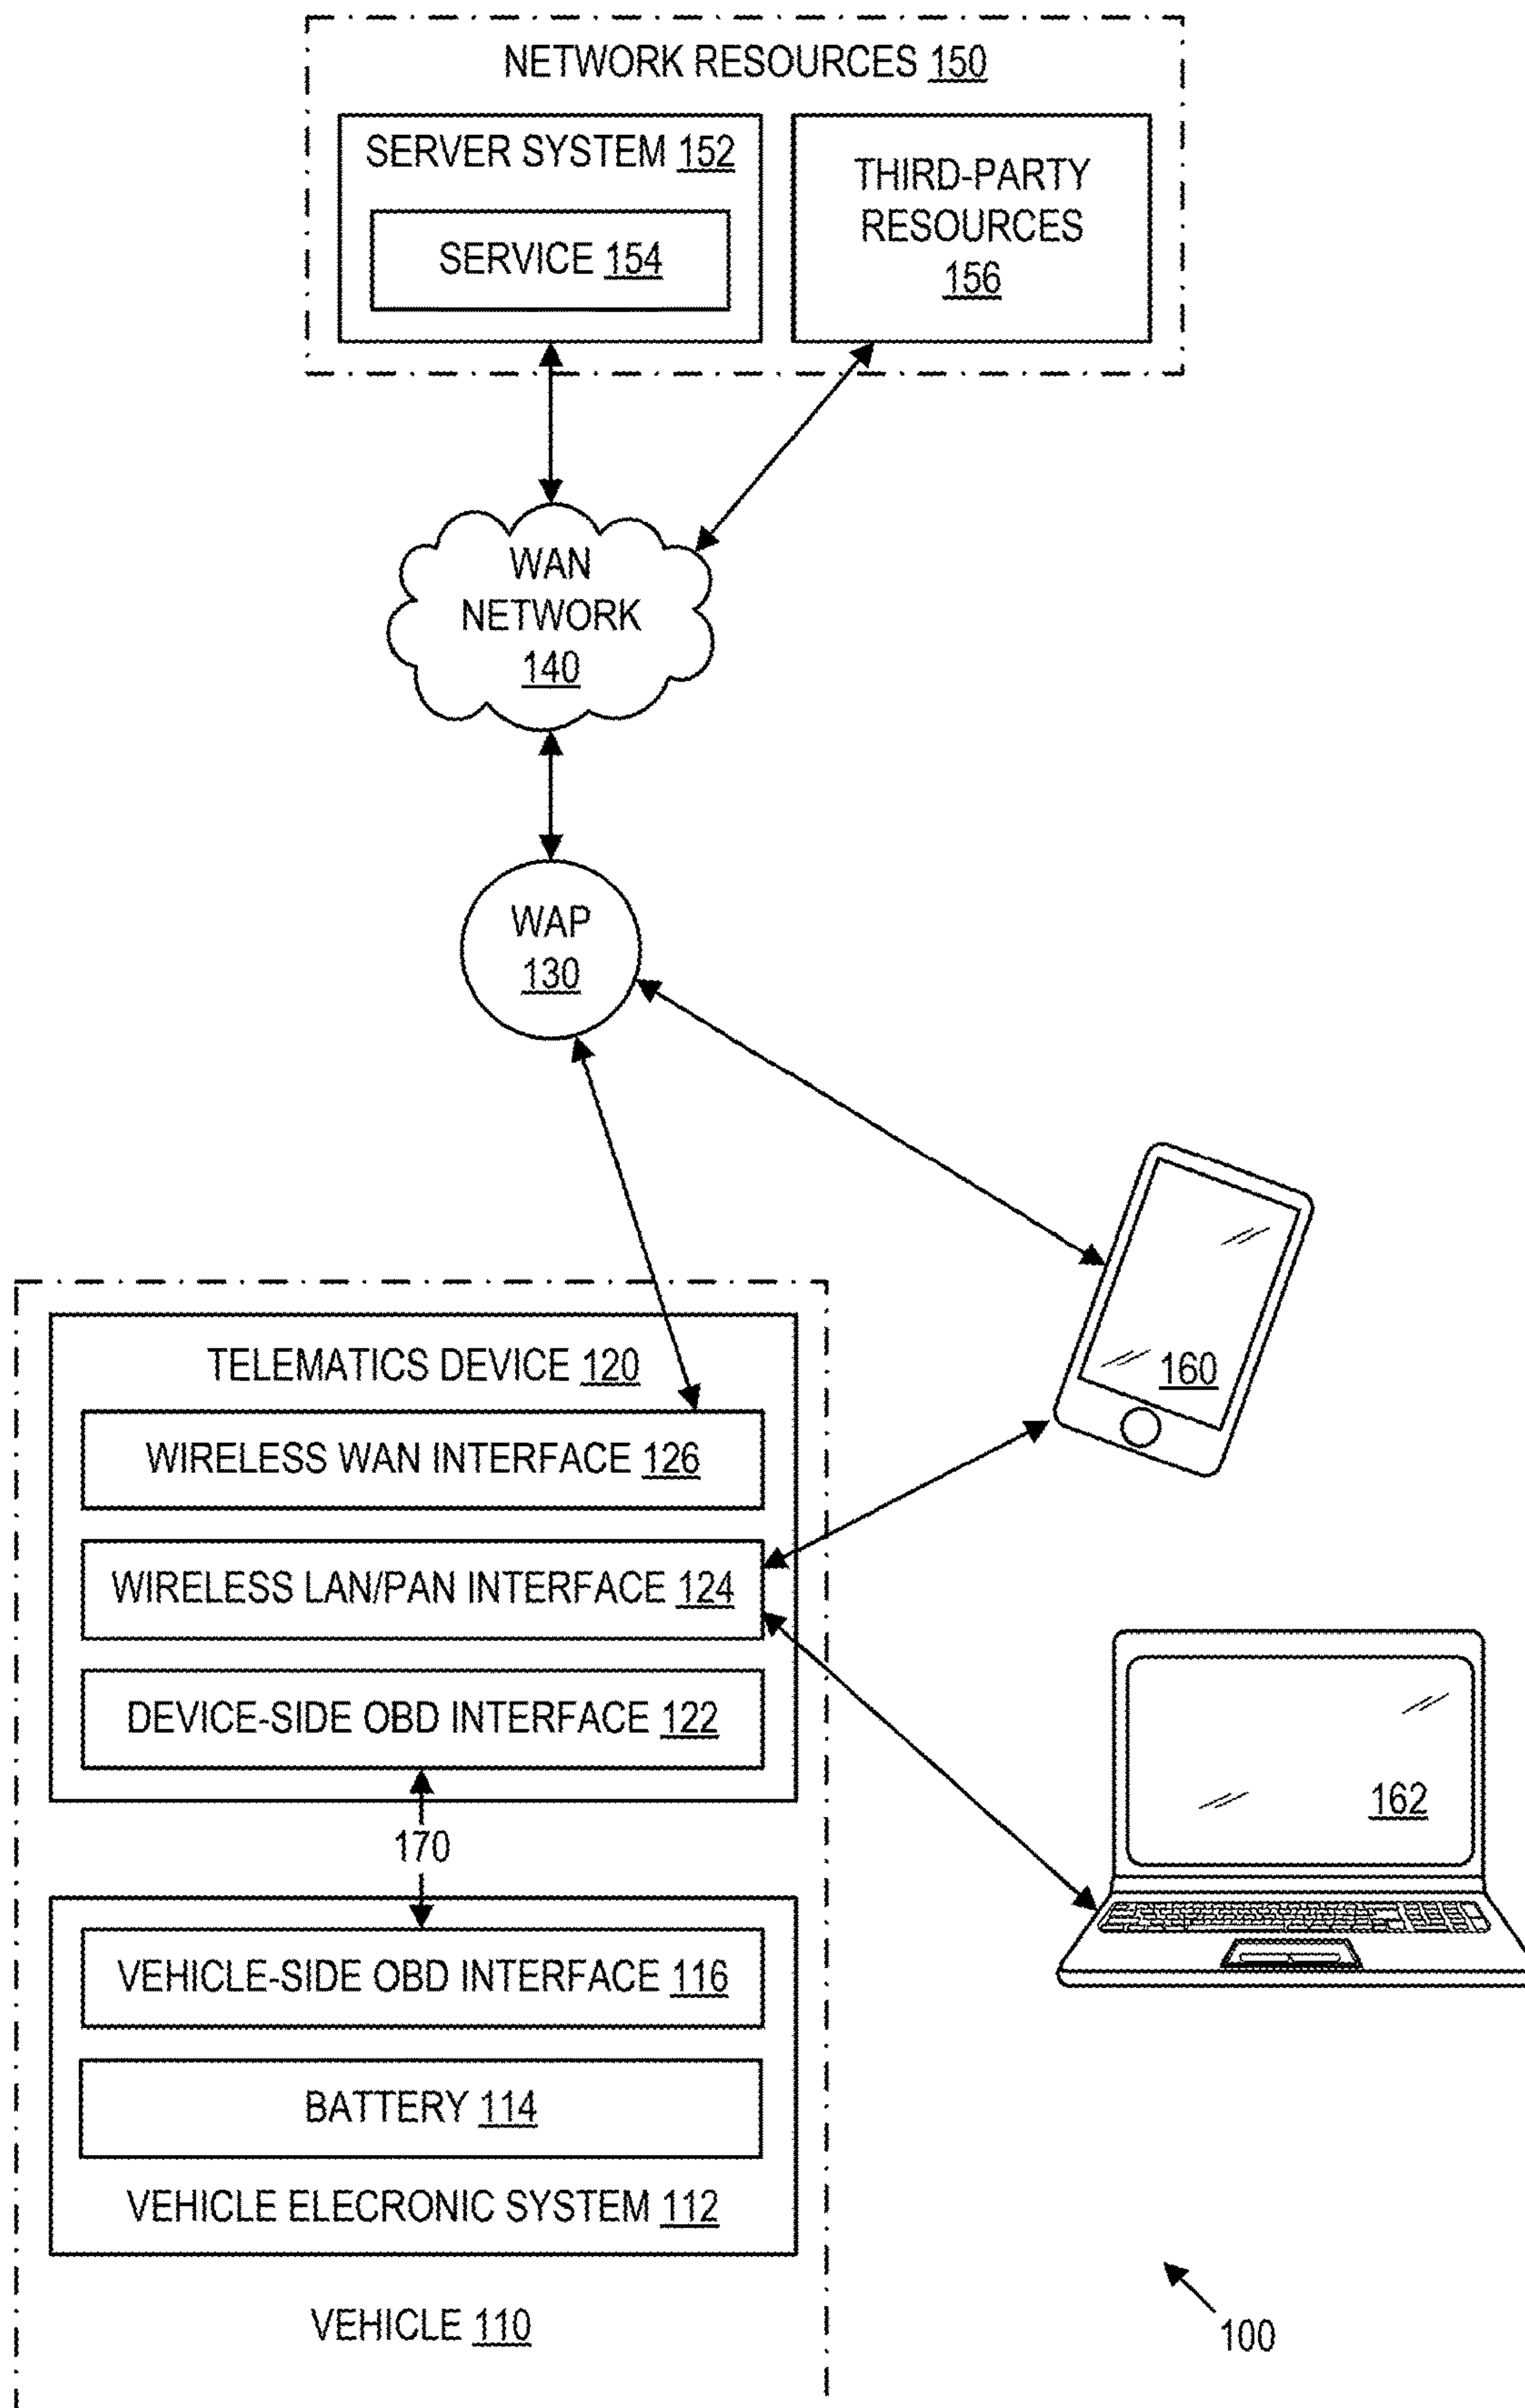 NETWORK RESOURCES 150
SERVER SYSTEM 152
SERVICE 154
THIRD-PARTY
RESOURCES
156
WAN
NETWORK
140
WAP
130
TELEMATICS DEVICE 120
WIRELESS WAN INTERFACE 126
WIRELESS LAN/PAN INTERFACE 124
DEVICE-SIDE OBD INTERFACE 122
160
162
170
VEHICLE-SIDE OBD INTERFACE 116
BATTERY 114
VEHICLE ELECRONIC SYSTEM 112
VEHICLE 110
100